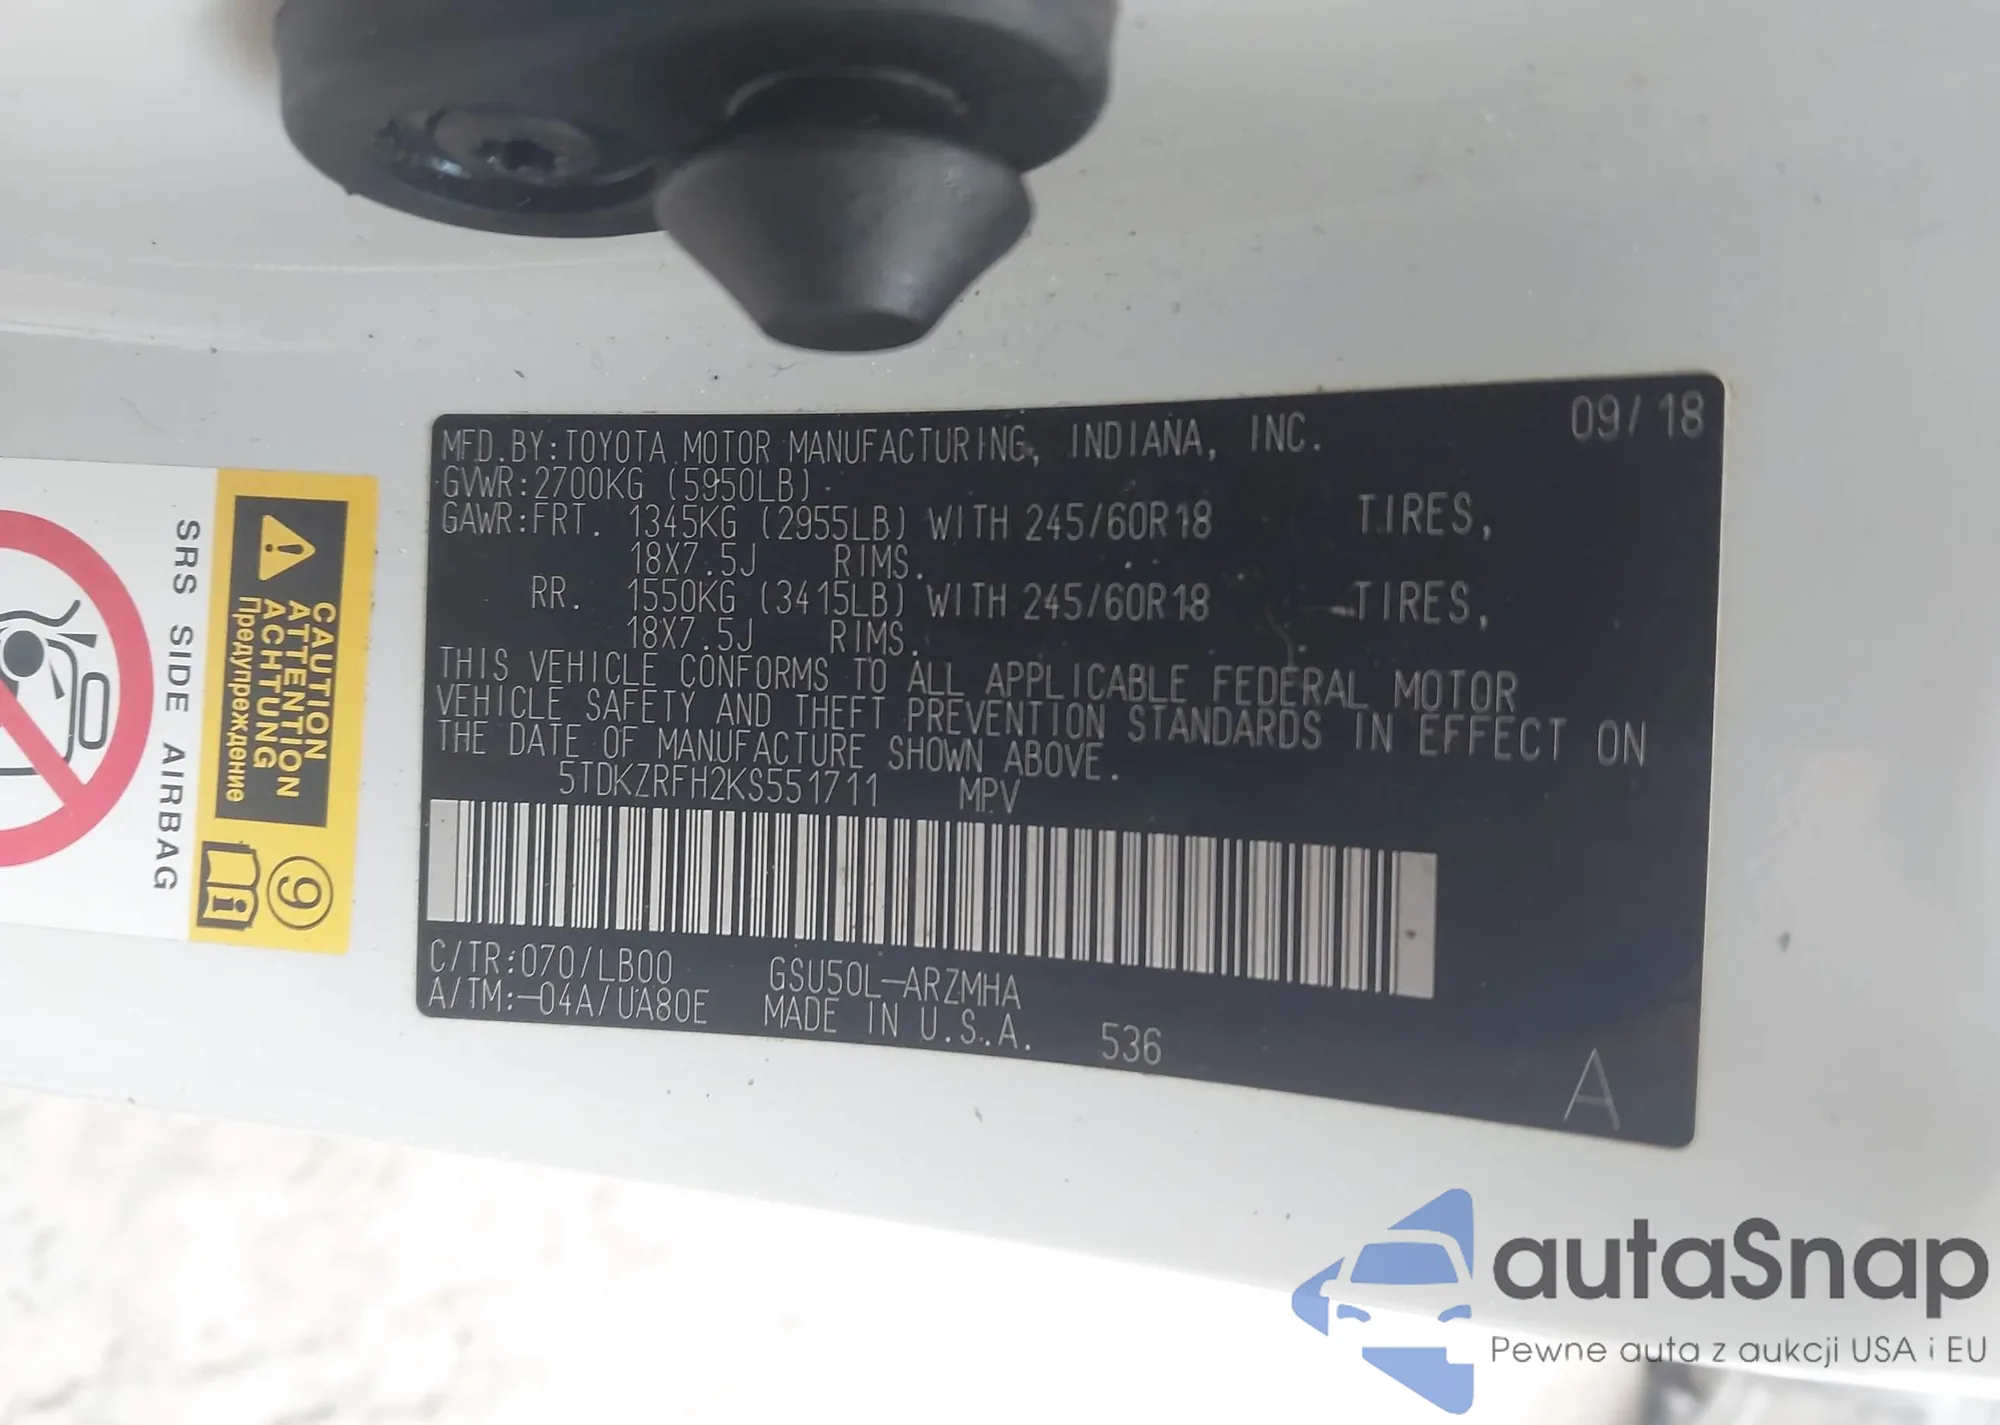 MFD.BY:TOYOTA MOTOR MANUFACTURING, INDIANA, INC. 09/18
GVWR:2700KG (5950LB)
GAWR:FRT. 1345KG (2955LB) WITH 245/60R18 TIRES,
18X7.5J RIMS.
RR. 1550KG (3415LB) WITH 245/60R18 TIRES,
18X7.5J RIMS.
THIS VEHICLE CONFORMS TO ALL APPLICABLE FEDERAL MOTOR
VEHICLE SAFETY AND THEFT PREVENTION STANDARDS IN EFFECT ON
THE DATE OF MANUFACTURE SHOWN ABOVE.
5TDKZRFH2KS551711 MPV
C/TR:070/LB00 GSU50L-ARZMHA
A/TM:-04A/UA80E MADE IN U.S.A. 536
A
CAUTION
ATTENTION
ACHTUNG
Предупреждение
SRS SIDE AIRBAG
9
i
autaSnap
Pewne auta z aukcji USA i EU